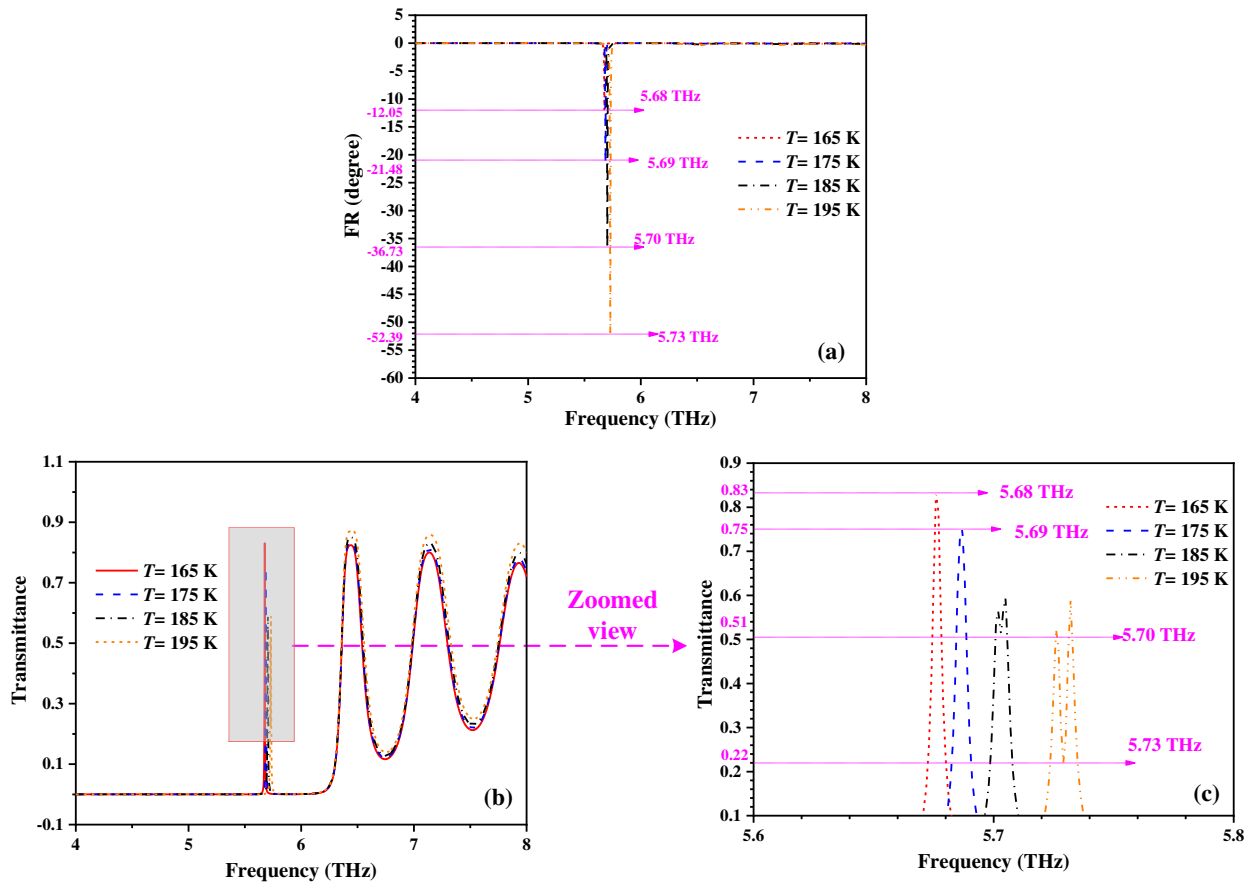 5
0
-5
-10
5.68 THz
-12.05
-15
T= 165 K
-20
5.69 THz
-21.48
T= 175 K
-25
T= 185 K
-30
T= 195 K
-35
5.70 THz
-36.73
-40
-45
-50
-52.39
5.73 THz
-55
(a)
-60
4
5
6
7
8
FR (degree)
Frequency (THz)
1.1
0.9
0.7
0.5
0.3
0.1
-0.1
Transmittance
T= 165 K
T= 175 K
T= 185 K
T= 195 K
(b)
4
5
6
7
8
Frequency (THz)
Zoomed
view
0.9
0.83
0.8
0.75
0.7
0.6
0.51
0.5
0.4
0.3
0.22
0.2
0.1
Transmittance
5.68 THz
T= 165 K
5.69 THz
T= 175 K
T= 185 K
T= 195 K
5.70 THz
5.73 THz
(c)
5.6
5.7
5.8
Frequency (THz)